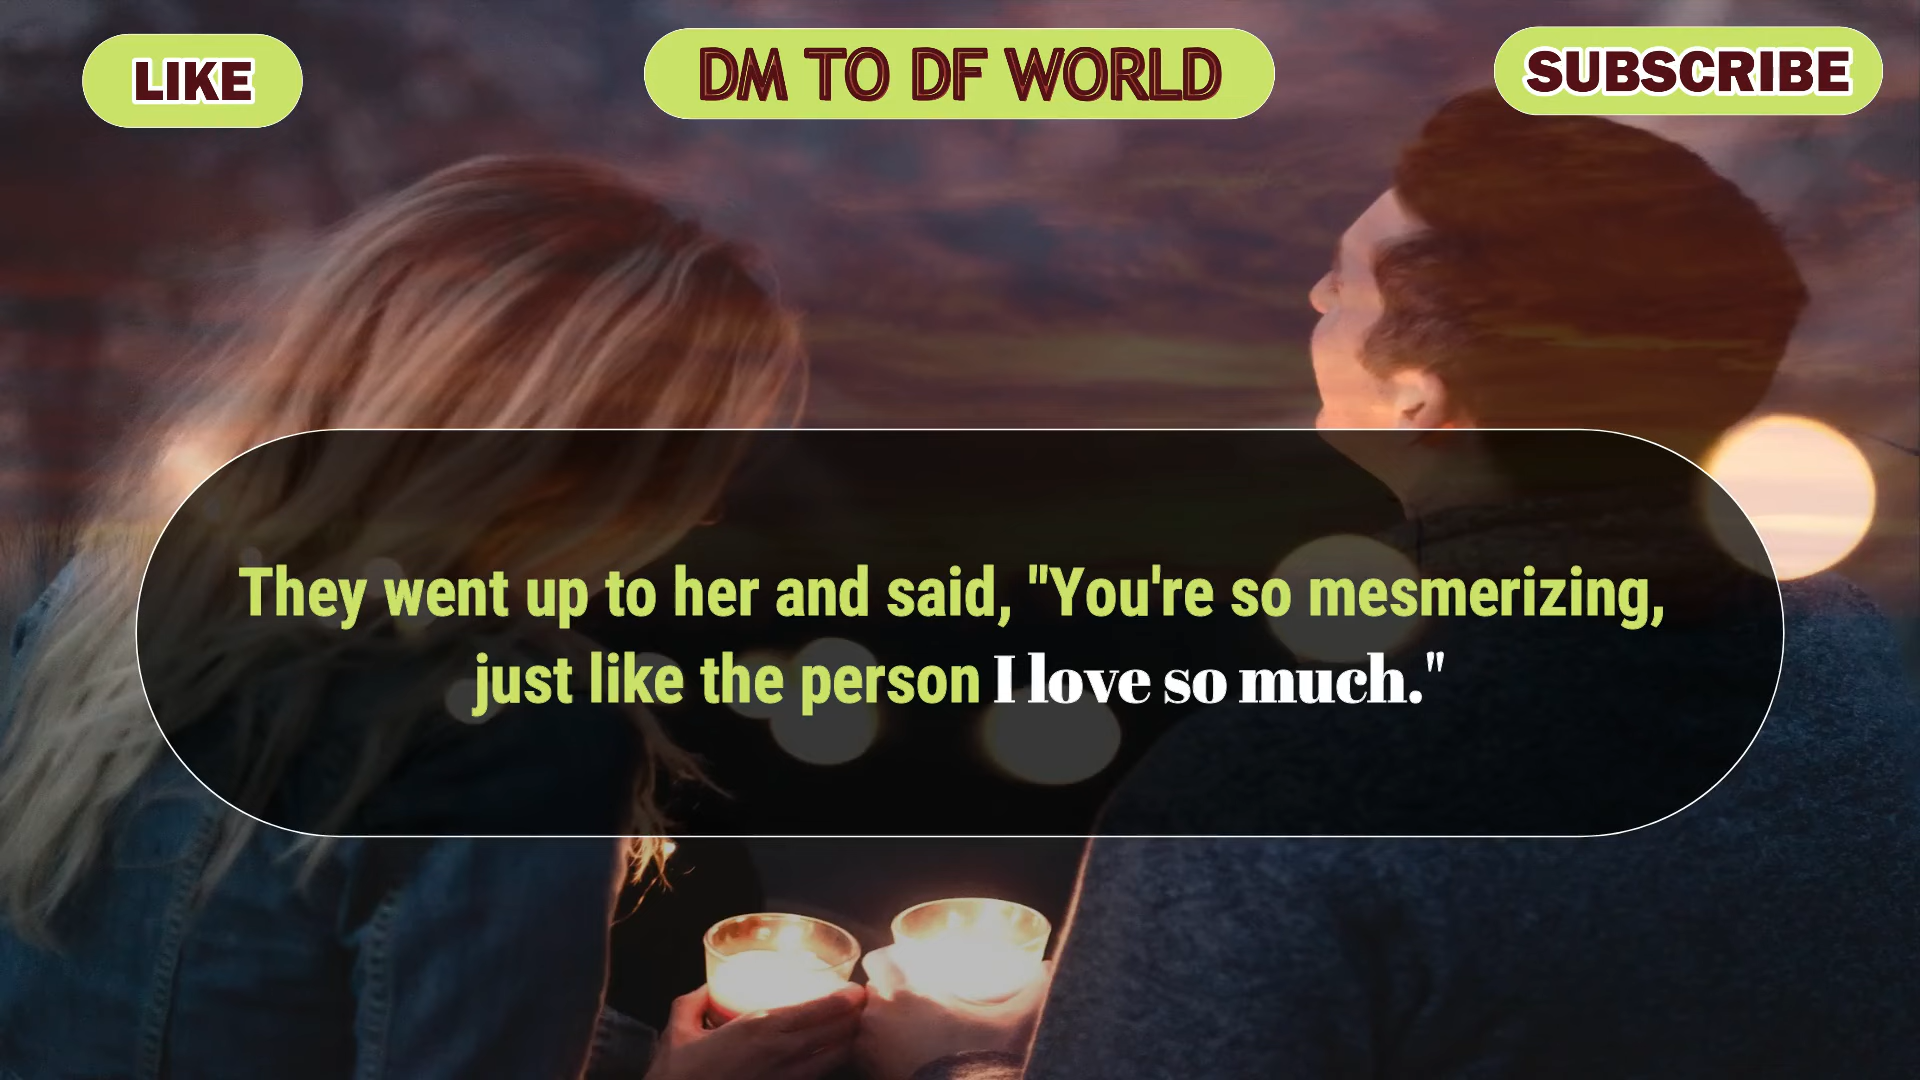 LIKE
DM TO DF WORLD
SUBSCRIBE
They went up to her and said, "You're so mesmerizing,
just like the person I love so much."